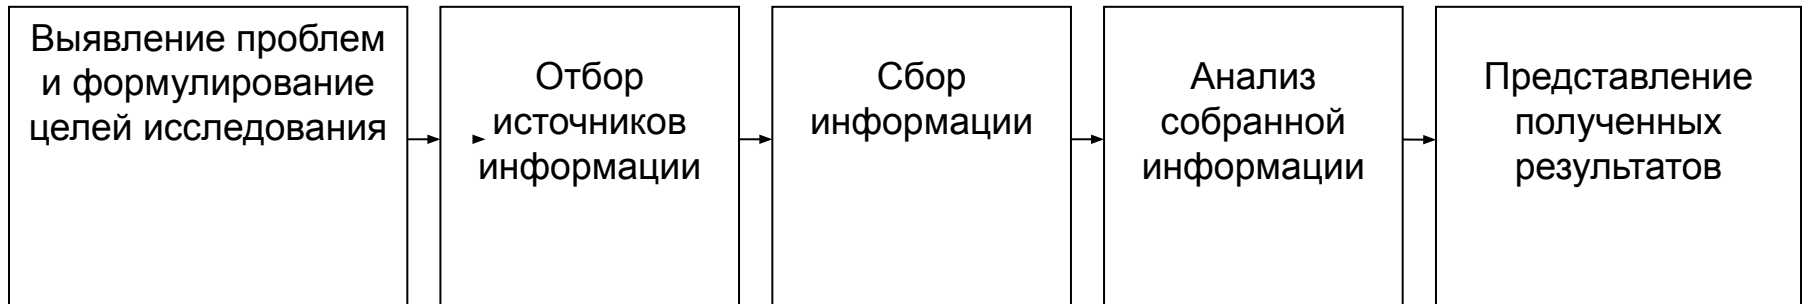 Выявление проблем
и формулирование
целей исследования
Отбор
источников
информации
Сбор
информации
Анализ
собранной
информации
Представление
полученных
результатов